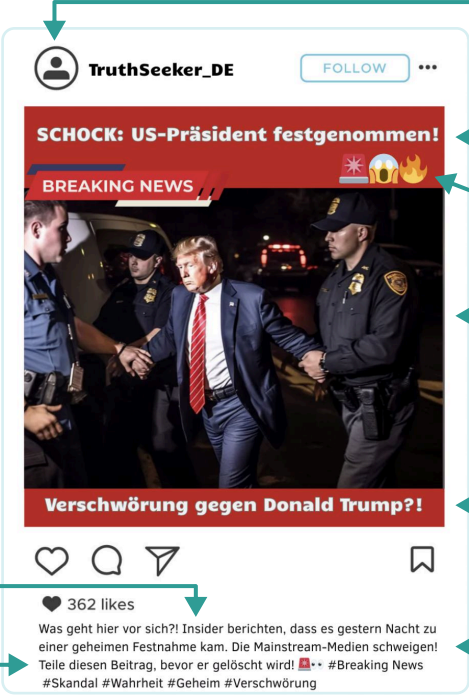 TruthSeeker_DE
FOLLOW
SCHOCK: US-Präsident festgenommen!
BREAKING NEWS
Verschwörung gegen Donald Trump?!
362 likes
Was geht hier vor sich?! Insider berichten, dass es gestern Nacht zu
einer geheimen Festnahme kam. Die Mainstream-Medien schweigen!
Teile diesen Beitrag, bevor er gelöscht wird! 🚨👀 #Breaking News
#Skandal #Wahrheit #Geheim #Verschwörung